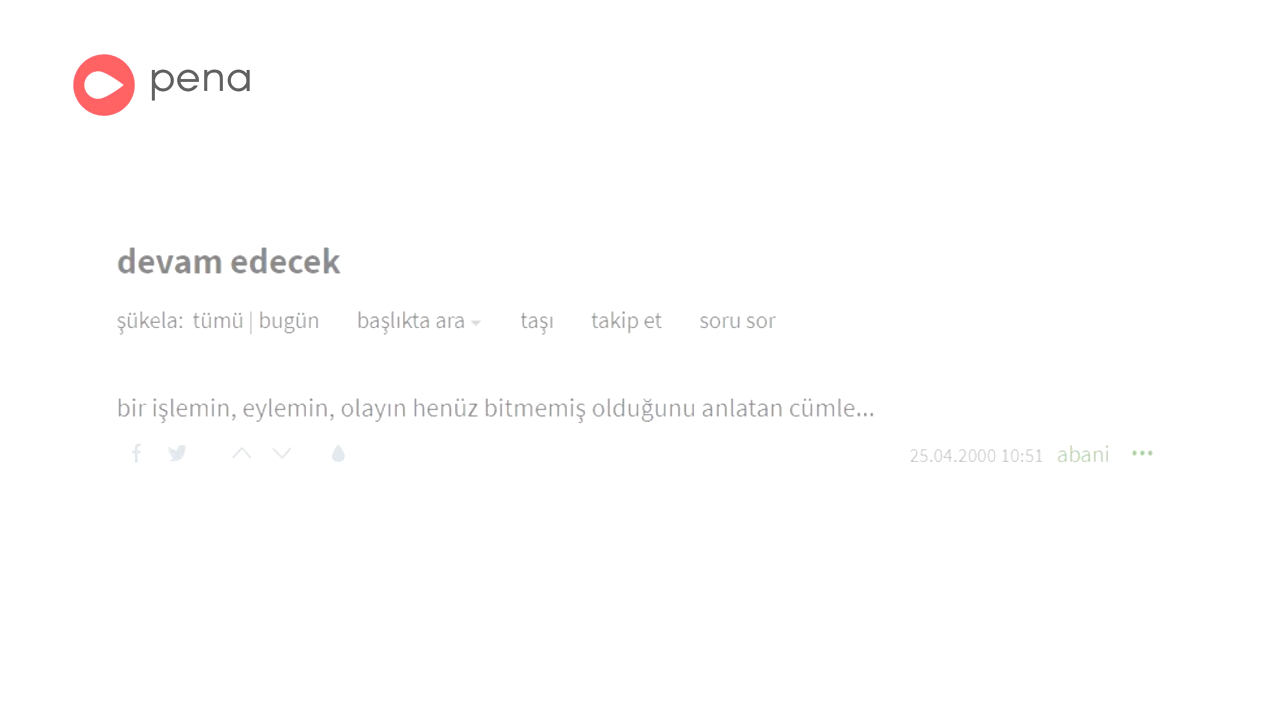 pena
devam edecek
şükela: tümü | bugün başlıkta ara taşı takip et soru sor
bir işlemin, eylemin, olayın henüz bitmemiş olduğunu anlatan cümle...
25.04.2000 10:51 abani